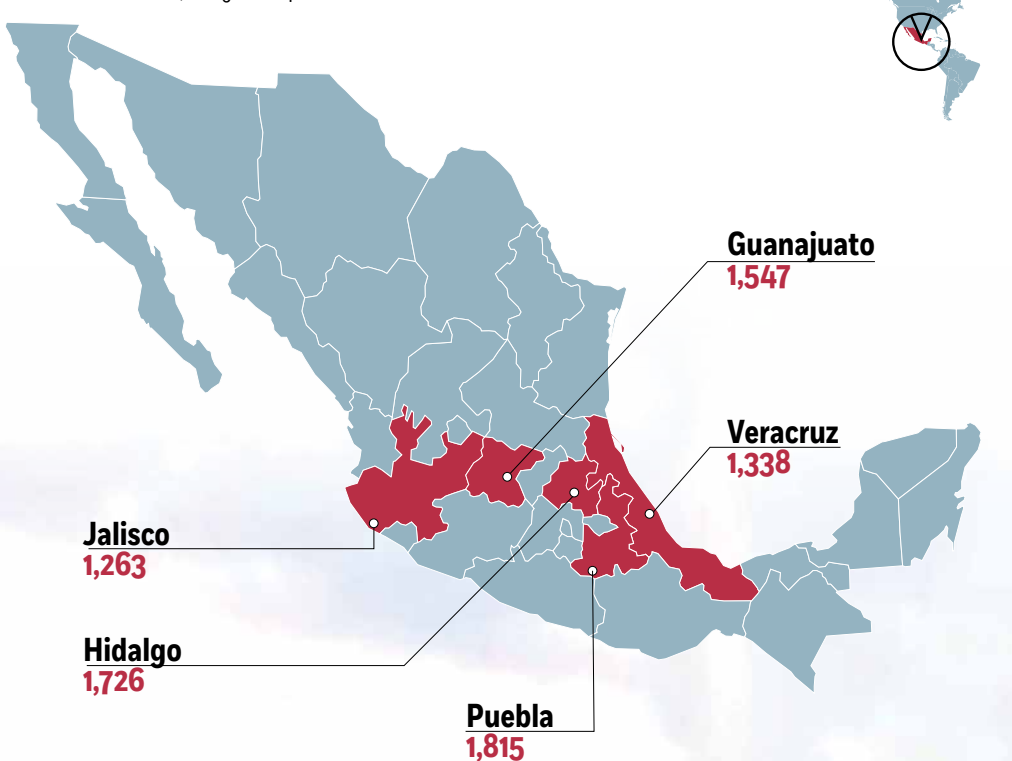 Guanajuato
1,547
Veracruz
1,338
Jalisco
1,263
Hidalgo
1,726
Puebla
1,815